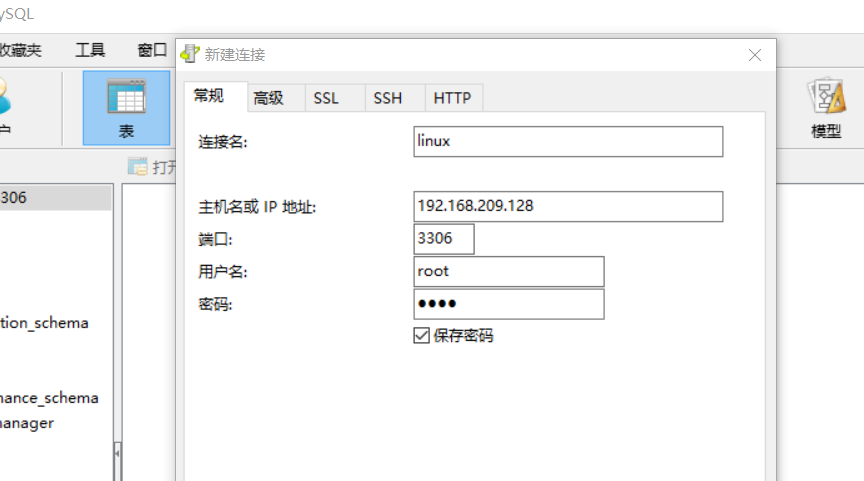 ySQL
收藏夹 工具 窗口
户 表 模型
打开
306
tion_schema
nance_schema
nanager
新建连接
常规 高级 SSL SSH HTTP
连接名: linux
主机名或 IP 地址: 192.168.209.128
端口: 3306
用户名: root
密码: ●●●●
保存密码